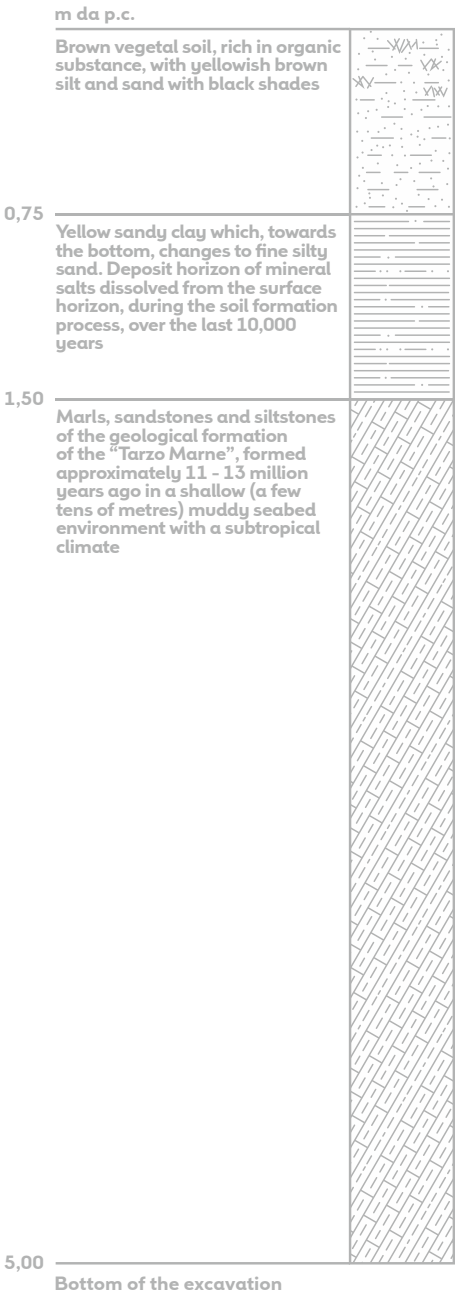 m da p.c.
Brown vegetal soil, rich in organic
substance, with yellowish brown
silt and sand with black shades
0,75
Yellow sandy clay which, towards
the bottom, changes to fine silty
sand. Deposit horizon of mineral
salts dissolved from the surface
horizon, during the soil formation
process, over the last 10,000
years
1,50
Marls, sandstones and siltstones
of the geological formation
of the “Tarzo Marne”, formed
approximately 11 - 13 million
years ago in a shallow (a few
tens of metres) muddy seabed
environment with a subtropical
climate
5,00
Bottom of the excavation